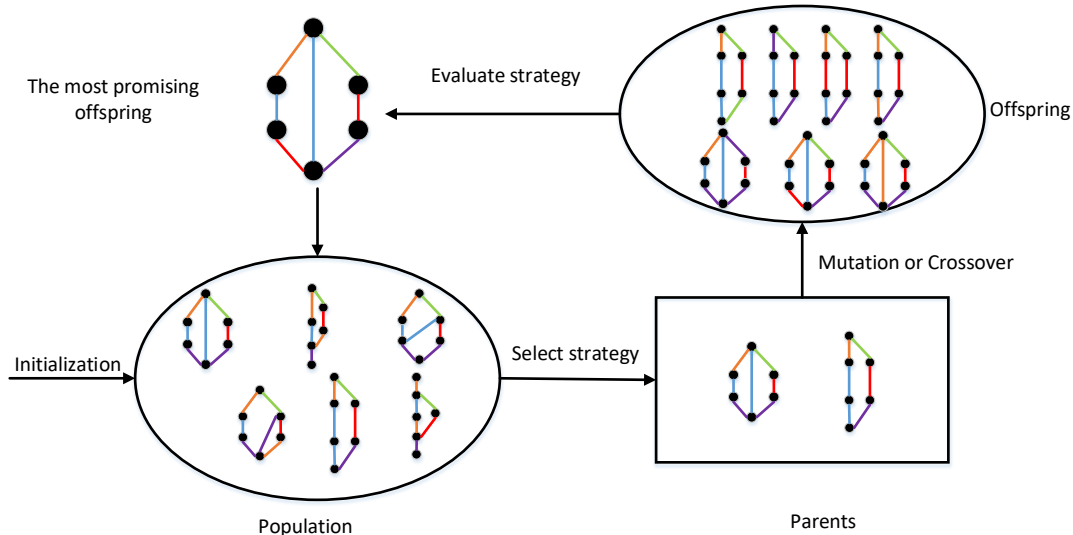 The most promising
offspring
Evaluate strategy
Offspring
Mutation or Crossover
Initialization
Select strategy
Population
Parents